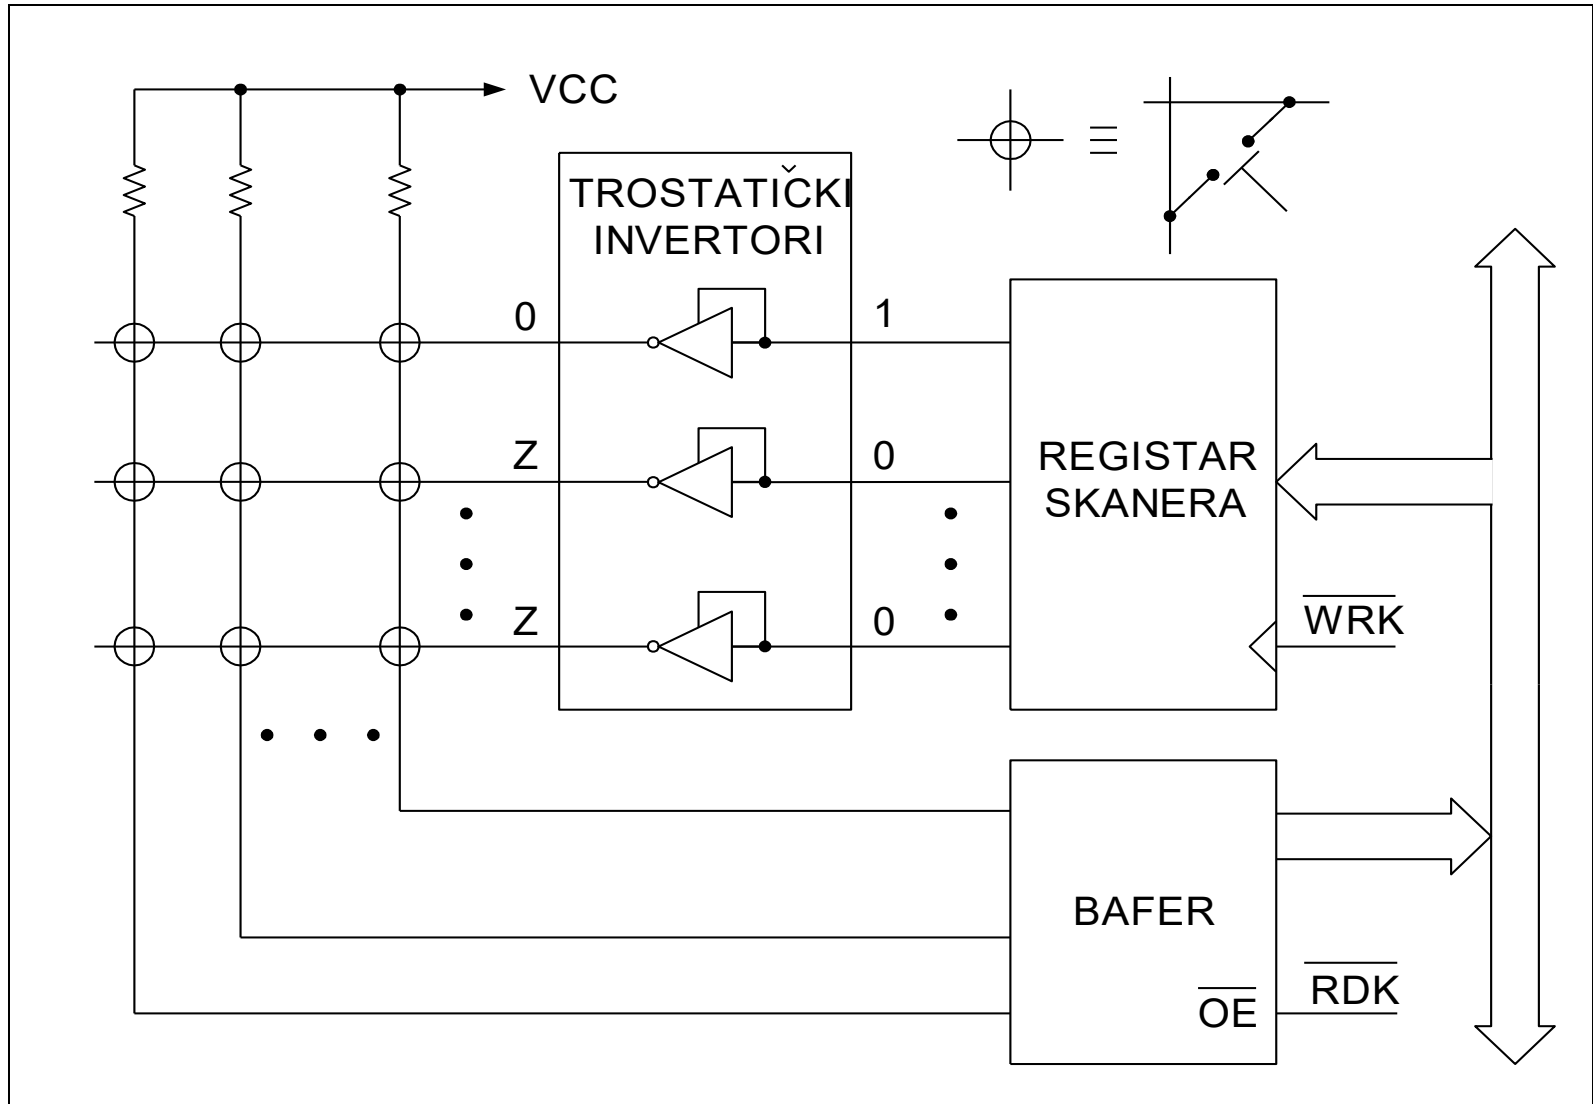 VCC
TROSTATIČKI
INVERTORI
0
1
Z
0
REGISTAR
SKANERA
Z
0
WRK
BAFER
OE
RDK